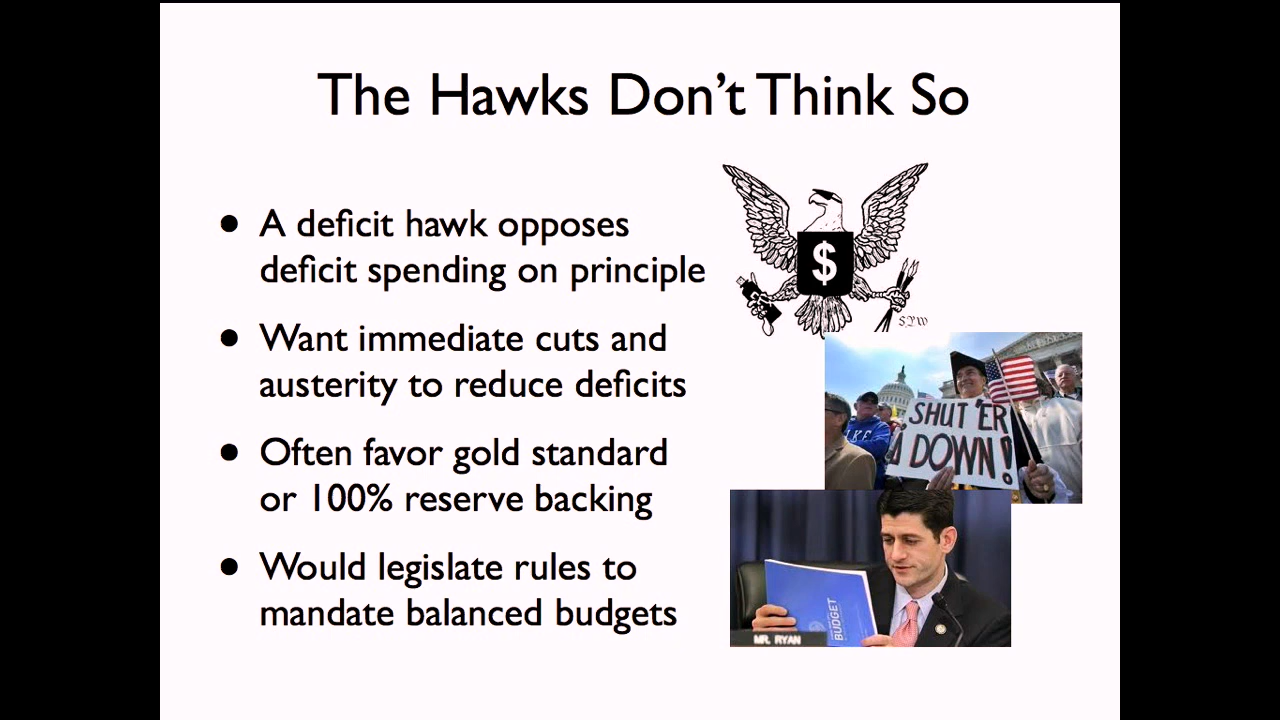 The Hawks Don't Think So
• A deficit hawk opposes
deficit spending on principle
• Want immediate cuts and
austerity to reduce deficits
• Often favor gold standard
or 100% reserve backing
• Would legislate rules to
mandate balanced budgets
$
SHUT 'ER
DOWN!
BUDGET
MR. RYAN